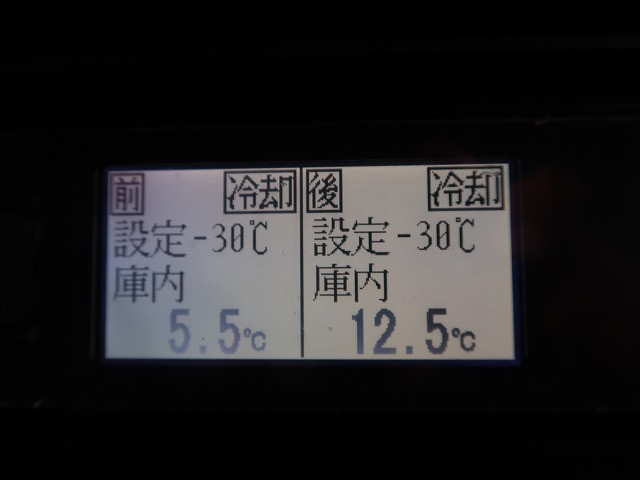 前 冷却
設定-30℃
庫内
5.5℃
後 冷却
設定-30℃
庫内
12.5℃